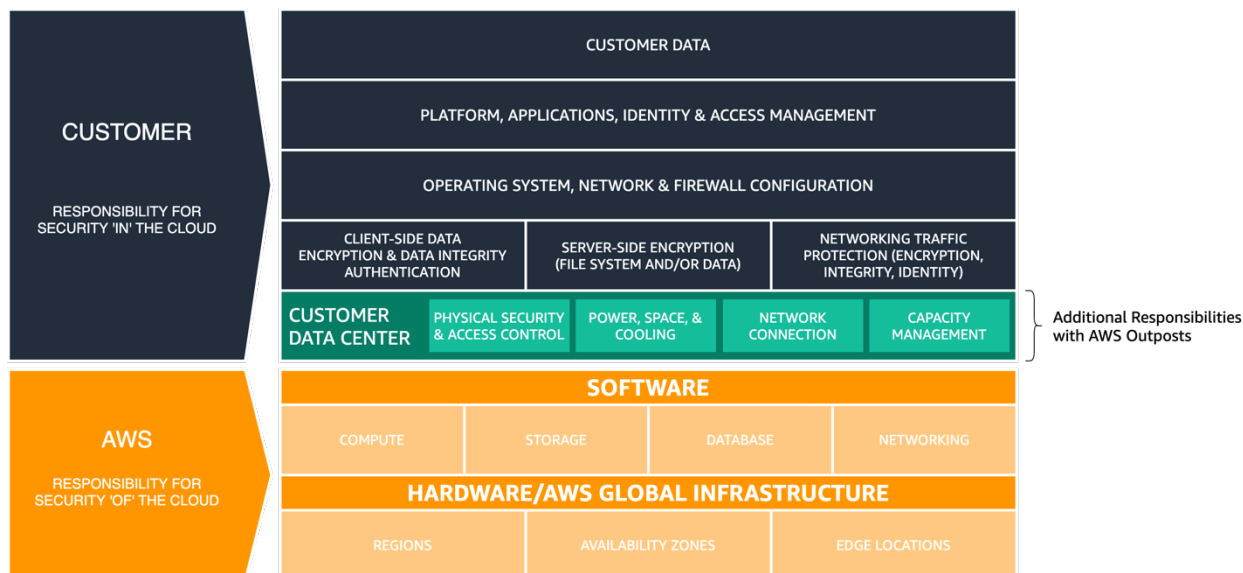 CUSTOMER
RESPONSIBILITY FOR
SECURITY 'IN' THE CLOUD
CUSTOMER DATA
PLATFORM, APPLICATIONS, IDENTITY & ACCESS MANAGEMENT
OPERATING SYSTEM, NETWORK & FIREWALL CONFIGURATION
CLIENT-SIDE DATA
ENCRYPTION & DATA INTEGRITY
AUTHENTICATION
SERVER-SIDE ENCRYPTION
(FILE SYSTEM AND/OR DATA)
NETWORKING TRAFFIC
PROTECTION (ENCRYPTION,
INTEGRITY, IDENTITY)
CUSTOMER
DATA CENTER
PHYSICAL SECURITY
& ACCESS CONTROL
POWER, SPACE, &
COOLING
NETWORK
CONNECTION
CAPACITY
MANAGEMENT
Additional Responsibilities
with AWS Outposts
AWS
RESPONSIBILITY FOR
SECURITY 'OF' THE CLOUD
SOFTWARE
COMPUTE
STORAGE
DATABASE
NETWORKING
HARDWARE/AWS GLOBAL INFRASTRUCTURE
REGIONS
AVAILABILITY ZONES
EDGE LOCATIONS